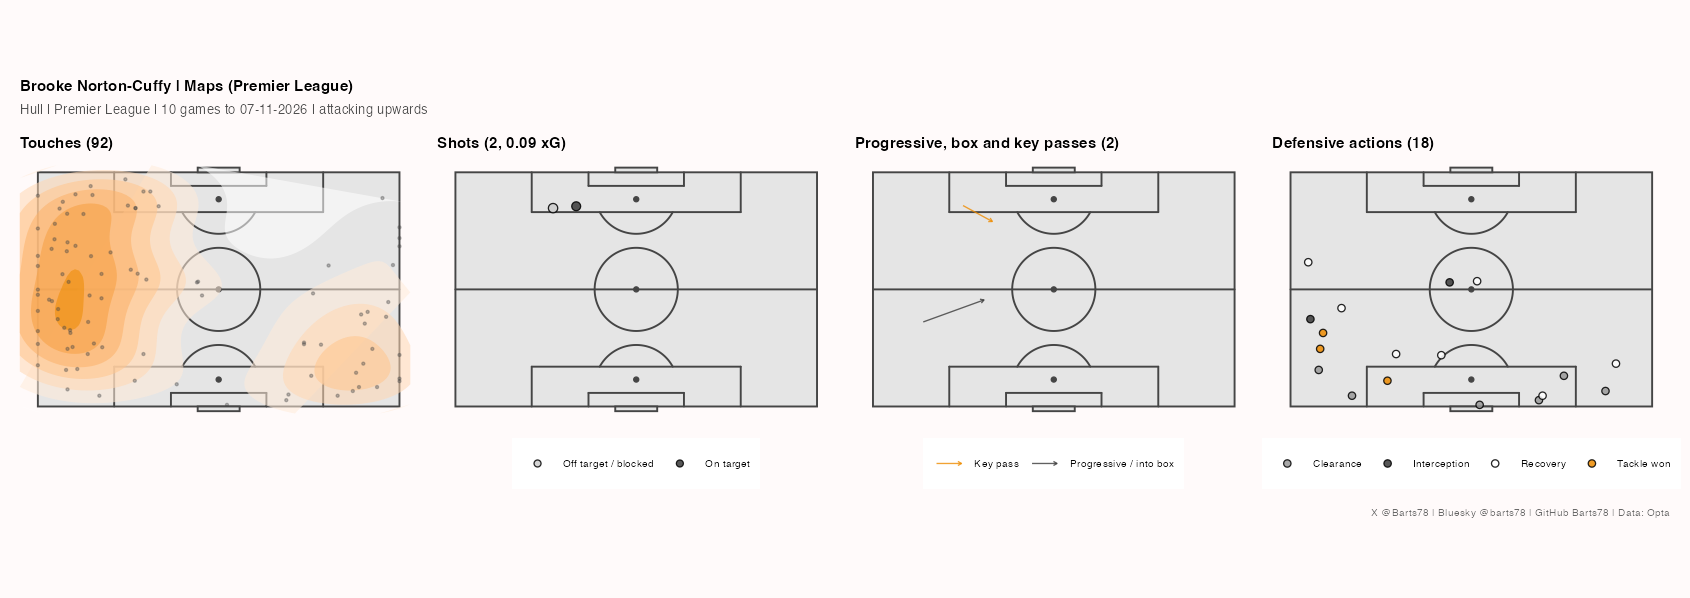 Brooke Norton-Cuffy | Maps (Premier League)
Hull | Premier League | 10 games to 07-11-2026 | attacking upwards
Touches (92)
Shots (2, 0.09 xG)
Progressive, box and key passes (2)
Defensive actions (18)
Off target / blocked
On target
Key pass
Progressive / into box
Clearance
Interception
Recovery
Tackle won
X @Barts78 | Bluesky @barts78 | GitHub Barts78 | Data: Opta